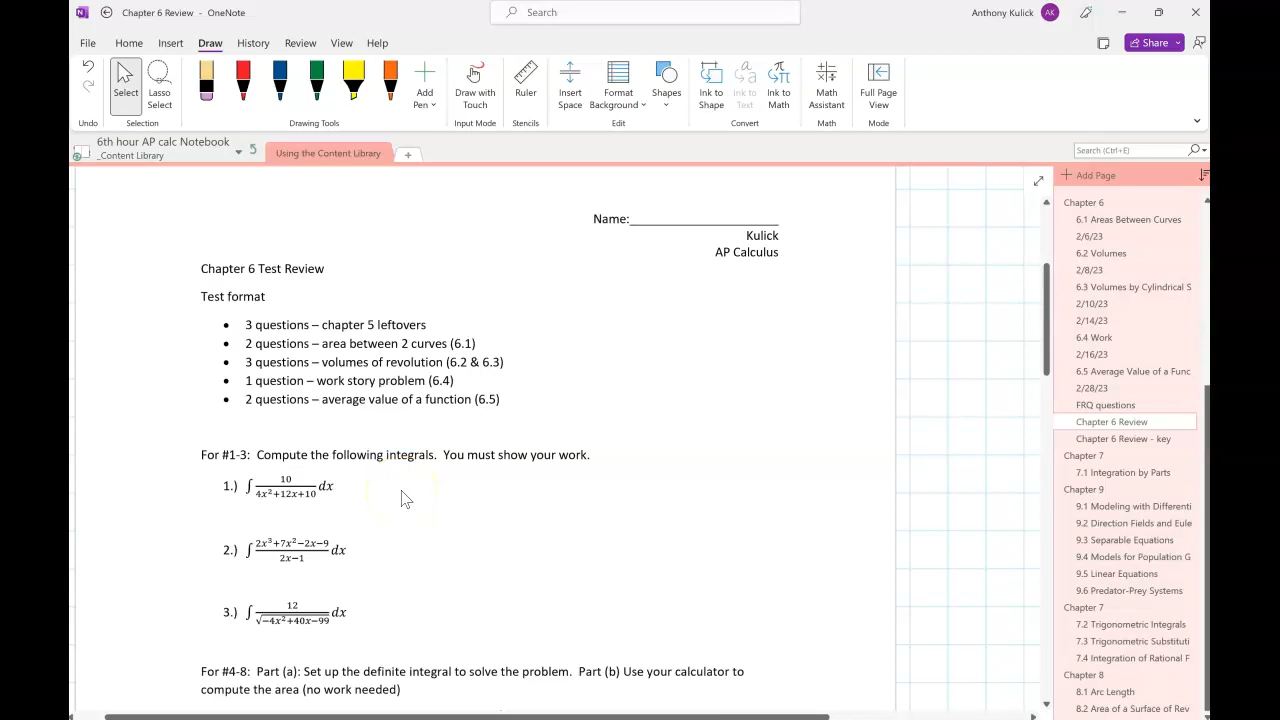 Chapter 6 Review - OneNote
Search
Anthony Kulick
AK
File Home Insert Draw History Review View Help
Share
Select
Lasso Select
Add Pen
Draw with Touch
Ruler
Insert Space
Format Background
Shapes
Ink to Shape
Ink to Text
Ink to Math
Math Assistant
Full Page View
Undo
Selection
Drawing Tools
Input Mode
Stencils
Edit
Convert
Math
Mode
6th hour AP calc Notebook
_Content Library
Using the Content Library
Search (Ctrl+E)
Name:____________________
Kulick
AP Calculus
Chapter 6 Test Review
Test format
• 3 questions – chapter 5 leftovers
• 2 questions – area between 2 curves (6.1)
• 3 questions – volumes of revolution (6.2 & 6.3)
• 1 question – work story problem (6.4)
• 2 questions – average value of a function (6.5)
For #1-3: Compute the following integrals. You must show your work.
1.) ∫ 10/(4x²+12x+10) dx
2.) ∫ (2x³+7x²−2x−9)/(2x−1) dx
3.) ∫ 12/√(−4x²+40x−99) dx
For #4-8: Part (a): Set up the definite integral to solve the problem. Part (b) Use your calculator to
compute the area (no work needed)
Add Page
Chapter 6
6.1 Areas Between Curves
2/6/23
6.2 Volumes
2/8/23
6.3 Volumes by Cylindrical S
2/10/23
2/14/23
6.4 Work
2/16/23
6.5 Average Value of a Func
2/28/23
FRQ questions
Chapter 6 Review
Chapter 6 Review - key
Chapter 7
7.1 Integration by Parts
Chapter 9
9.1 Modeling with Differenti
9.2 Direction Fields and Eule
9.3 Separable Equations
9.4 Models for Population G
9.5 Linear Equations
9.6 Predator-Prey Systems
Chapter 7
7.2 Trigonometric Integrals
7.3 Trigonometric Substituti
7.4 Integration of Rational F
Chapter 8
8.1 Arc Length
8.2 Area of a Surface of Rev